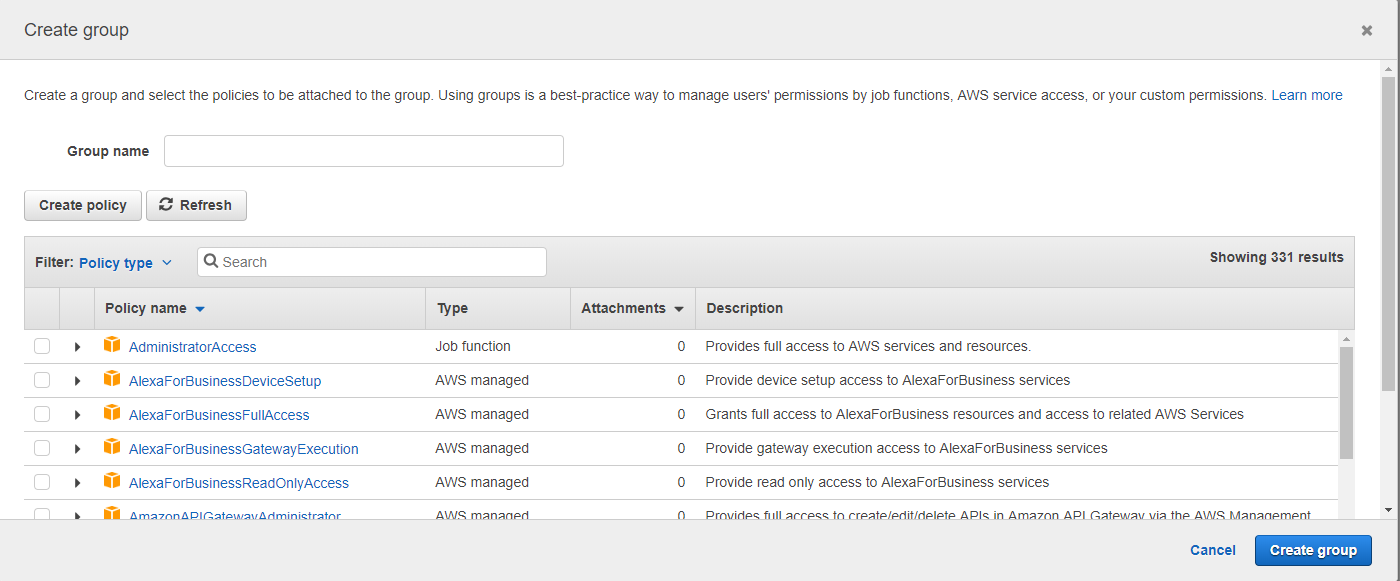 Create group
Create a group and select the policies to be attached to the group. Using groups is a best-practice way to manage users' permissions by job functions, AWS service access, or your custom permissions. Learn more
Group name
Create policy Refresh
Filter: Policy type Search Showing 331 results
Policy name Type Attachments Description
AdministratorAccess Job function 0 Provides full access to AWS services and resources.
AlexaForBusinessDeviceSetup AWS managed 0 Provide device setup access to AlexaForBusiness services
AlexaForBusinessFullAccess AWS managed 0 Grants full access to AlexaForBusiness resources and access to related AWS Services
AlexaForBusinessGatewayExecution AWS managed 0 Provide gateway execution access to AlexaForBusiness services
AlexaForBusinessReadOnlyAccess AWS managed 0 Provide read only access to AlexaForBusiness services
AmazonAPIGatewayAdministrator AWS managed 0 Provides full access to create/edit/delete APIs in Amazon API Gateway via the AWS Management
Cancel Create group